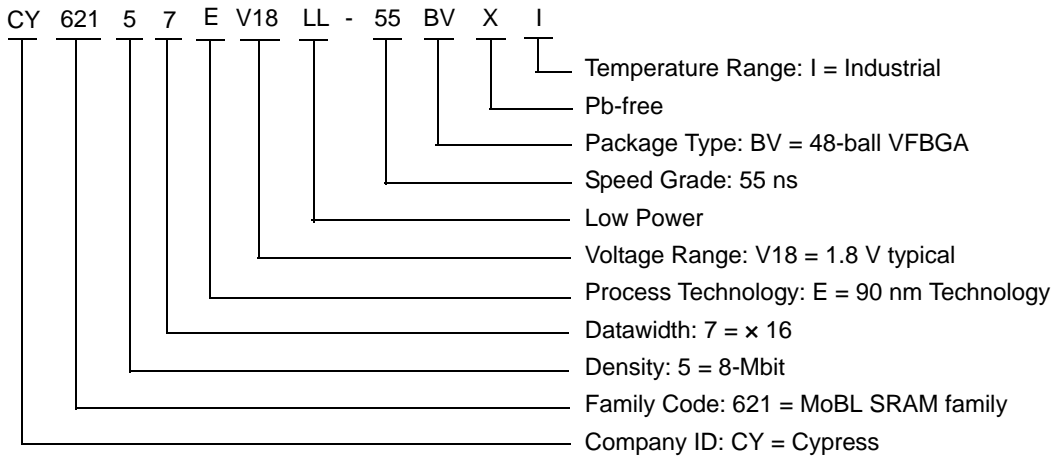 CY 621 5 7 E V18 LL - 55 BV X I
Temperature Range: I = Industrial
Pb-free
Package Type: BV = 48-ball VFBGA
Speed Grade: 55 ns
Low Power
Voltage Range: V18 = 1.8 V typical
Process Technology: E = 90 nm Technology
Datawidth: 7 = × 16
Density: 5 = 8-Mbit
Family Code: 621 = MoBL SRAM family
Company ID: CY = Cypress